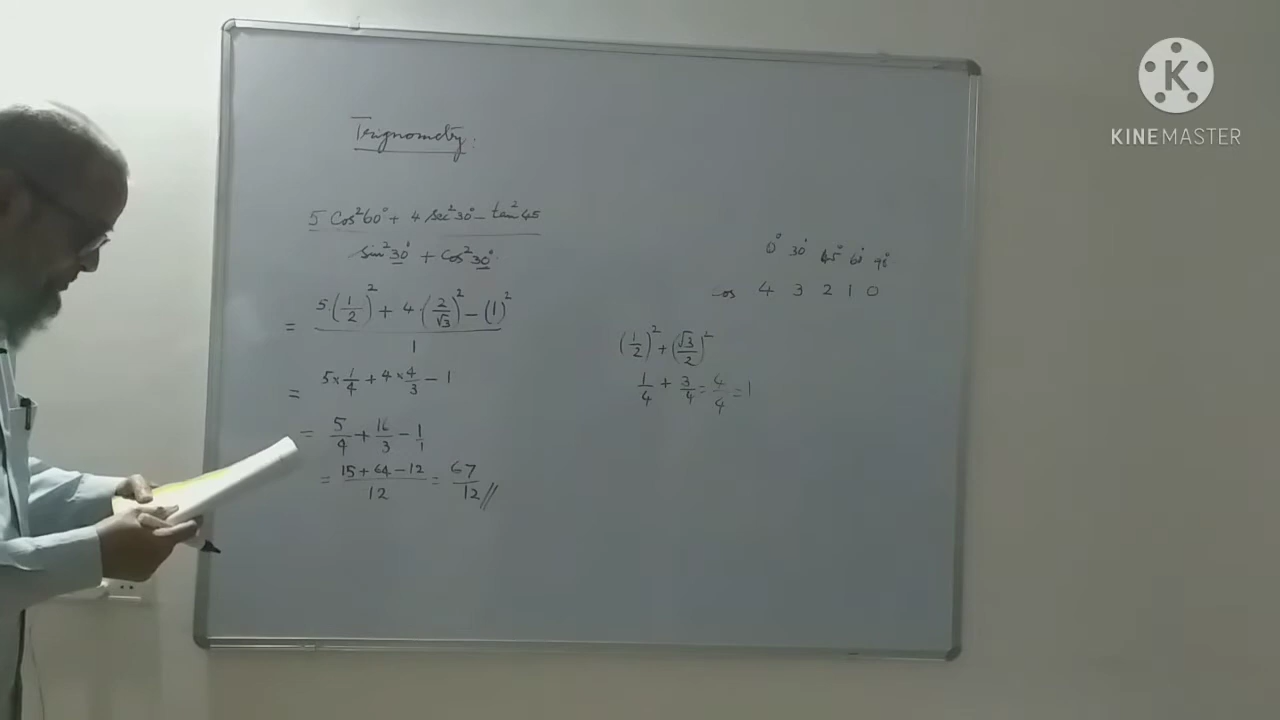 Trignometry.
5 Cos²60° + 4 sec²30° − tan²45
sin²30° + cos²30°
= 5·(1/2)² + 4·(2/√3)² − (1)²
1
= 5×1/4 + 4×4/3 − 1
= 5/4 + 16/3 − 1/1
= 15+64−12/12 = 67/12 //
0° 30° 45° 60° 90°
cos 4 3 2 1 0
(1/2)² + (√3/2)²
1/4 + 3/4 = 4/4 = 1
K
KINEMASTER